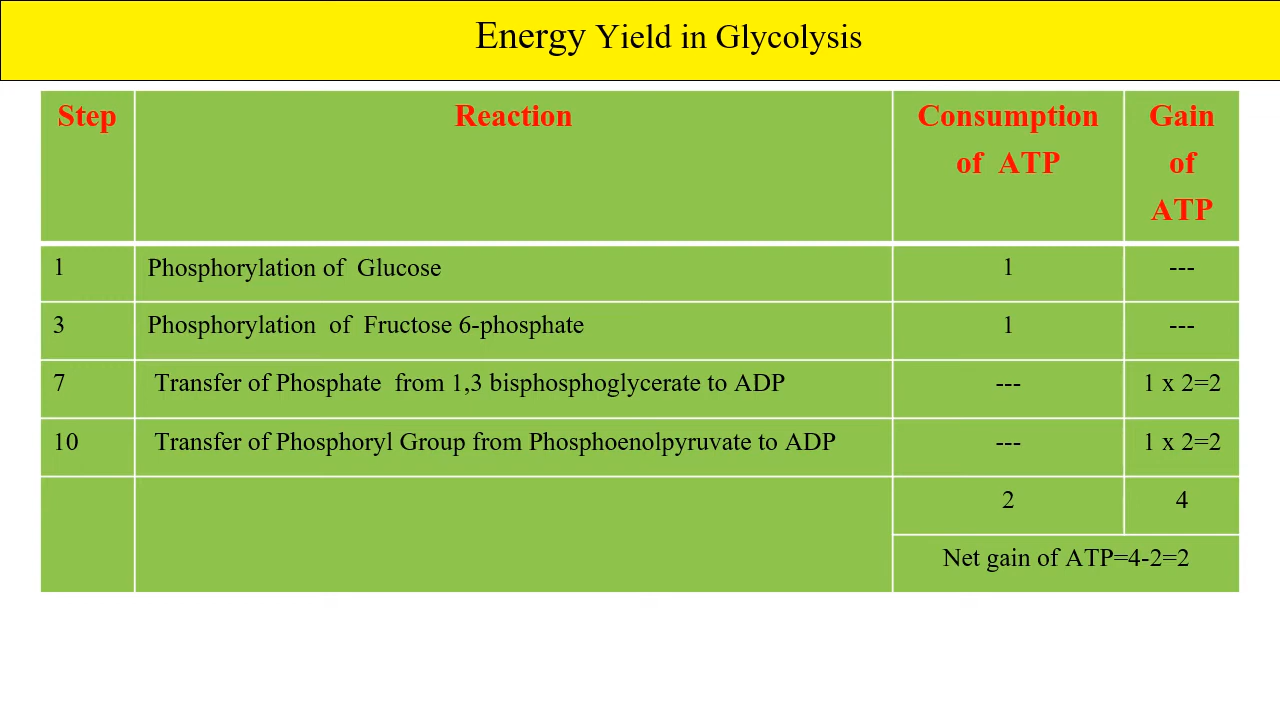 Energy Yield in Glycolysis
Step Reaction Consumption of ATP Gain of ATP
1 Phosphorylation of Glucose 1 ---
3 Phosphorylation of Fructose 6-phosphate 1 ---
7 Transfer of Phosphate from 1,3 bisphosphoglycerate to ADP --- 1 x 2=2
10 Transfer of Phosphoryl Group from Phosphoenolpyruvate to ADP --- 1 x 2=2
2 4
Net gain of ATP=4-2=2